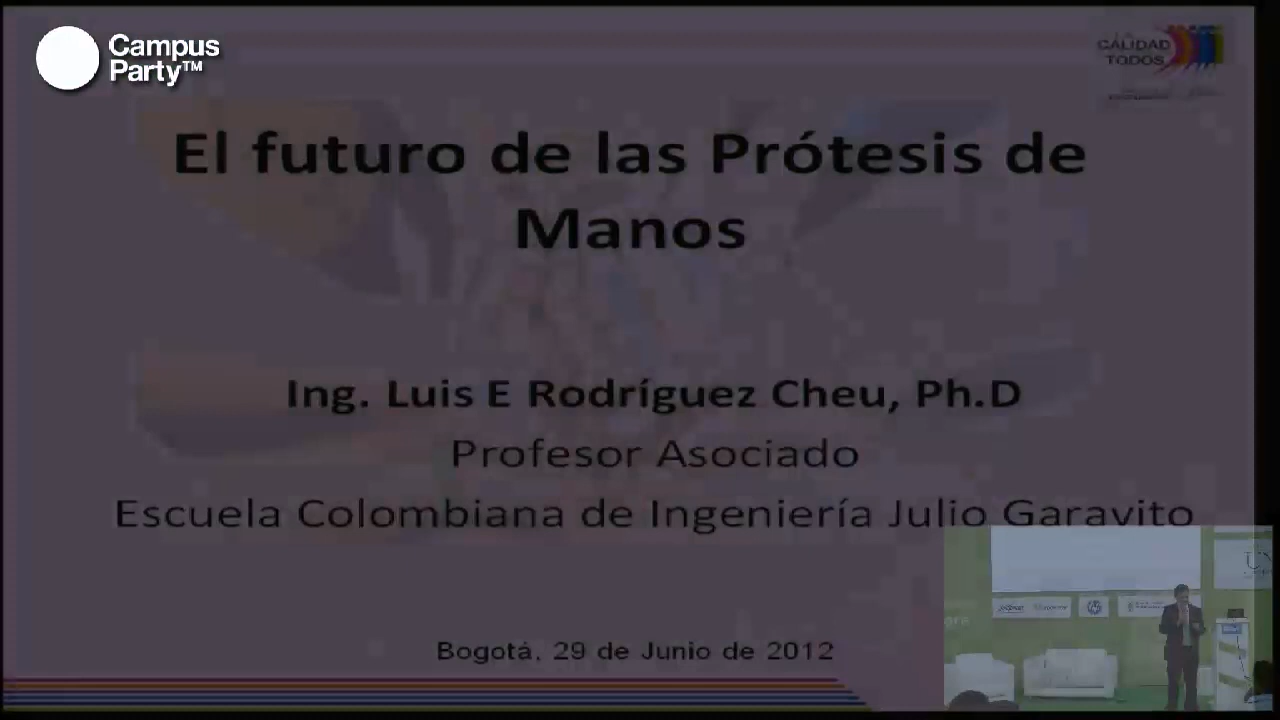 Campus
Party™
CALIDAD
TODOS
El futuro de las Prótesis de
Manos
Ing. Luis E Rodríguez Cheu, Ph.D
Profesor Asociado
Escuela Colombiana de Ingeniería Julio Garavito
Bogotá, 29 de Junio de 2012